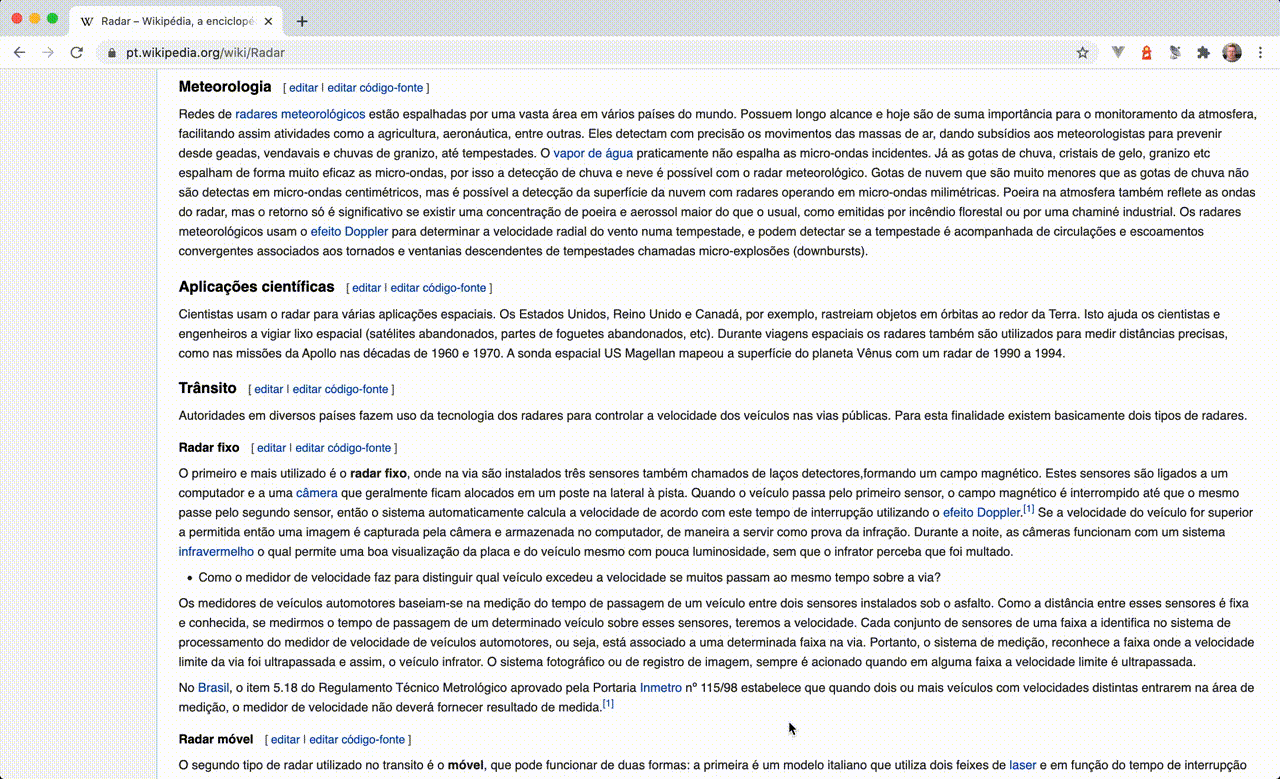 Radar – Wikipédia, a enciclopé
pt.wikipedia.org/wiki/Radar
Meteorologia [ editar | editar código-fonte ]
Redes de radares meteorológicos estão espalhadas por uma vasta área em vários países do mundo. Possuem longo alcance e hoje são de suma importância para o monitoramento da atmosfera,
facilitando assim atividades como a agricultura, aeronáutica, entre outras. Eles detectam com precisão os movimentos das massas de ar, dando subsídios aos meteorologistas para prevenir
desde geadas, vendavais e chuvas de granizo, até tempestades. O vapor de água praticamente não espalha as micro-ondas incidentes. Já as gotas de chuva, cristais de gelo, granizo etc
espalham de forma muito eficaz as micro-ondas, por isso a detecção de chuva e neve é possível com o radar meteorológico. Gotas de nuvem que são muito menores que as gotas de chuva não
são detectas em micro-ondas centimétricos, mas é possível a detecção da superfície da nuvem com radares operando em micro-ondas milimétricas. Poeira na atmosfera também reflete as ondas
do radar, mas o retorno só é significativo se existir uma concentração de poeira e aerossol maior do que o usual, como emitidas por incêndio florestal ou por uma chaminé industrial. Os radares
meteorológicos usam o efeito Doppler para determinar a velocidade radial do vento numa tempestade, e podem detectar se a tempestade é acompanhada de circulações e escoamentos
convergentes associados aos tornados e ventanias descendentes de tempestades chamadas micro-explosões (downbursts).
Aplicações científicas [ editar | editar código-fonte ]
Cientistas usam o radar para várias aplicações espaciais. Os Estados Unidos, Reino Unido e Canadá, por exemplo, rastreiam objetos em órbitas ao redor da Terra. Isto ajuda os cientistas e
engenheiros a vigiar lixo espacial (satélites abandonados, partes de foguetes abandonados, etc). Durante viagens espaciais os radares também são utilizados para medir distâncias precisas,
como nas missões da Apollo nas décadas de 1960 e 1970. A sonda espacial US Magellan mapeou a superfície do planeta Vênus com um radar de 1990 a 1994.
Trânsito [ editar | editar código-fonte ]
Autoridades em diversos países fazem uso da tecnologia dos radares para controlar a velocidade dos veículos nas vias públicas. Para esta finalidade existem basicamente dois tipos de radares.
Radar fixo [ editar | editar código-fonte ]
O primeiro e mais utilizado é o radar fixo, onde na via são instalados três sensores também chamados de laços detectores,formando um campo magnético. Estes sensores são ligados a um
computador e a uma câmera que geralmente ficam alocados em um poste na lateral à pista. Quando o veículo passa pelo primeiro sensor, o campo magnético é interrompido até que o mesmo
passe pelo segundo sensor, então o sistema automaticamente calcula a velocidade de acordo com este tempo de interrupção utilizando o efeito Doppler.[1] Se a velocidade do veículo for superior
a permitida então uma imagem é capturada pela câmera e armazenada no computador, de maneira a servir como prova da infração. Durante a noite, as câmeras funcionam com um sistema
infravermelho o qual permite uma boa visualização da placa e do veículo mesmo com pouca luminosidade, sem que o infrator perceba que foi multado.
• Como o medidor de velocidade faz para distinguir qual veículo excedeu a velocidade se muitos passam ao mesmo tempo sobre a via?
Os medidores de veículos automotores baseiam-se na medição do tempo de passagem de um veículo entre dois sensores instalados sob o asfalto. Como a distância entre esses sensores é fixa
e conhecida, se medirmos o tempo de passagem de um determinado veículo sobre esses sensores, teremos a velocidade. Cada conjunto de sensores de uma faixa a identifica no sistema de
processamento do medidor de velocidade de veículos automotores, ou seja, está associado a uma determinada faixa na via. Portanto, o sistema de medição, reconhece a faixa onde a velocidade
limite da via foi ultrapassada e assim, o veículo infrator. O sistema fotográfico ou de registro de imagem, sempre é acionado quando em alguma faixa a velocidade limite é ultrapassada.
No Brasil, o item 5.18 do Regulamento Técnico Metrológico aprovado pela Portaria Inmetro nº 115/98 estabelece que quando dois ou mais veículos com velocidades distintas entrarem na área de
medição, o medidor de velocidade não deverá fornecer resultado de medida.[1]
Radar móvel [ editar | editar código-fonte ]
O segundo tipo de radar utilizado no transito é o móvel, que pode funcionar de duas formas: a primeira é um modelo italiano que utiliza dois feixes de laser e em função do tempo de interrupção